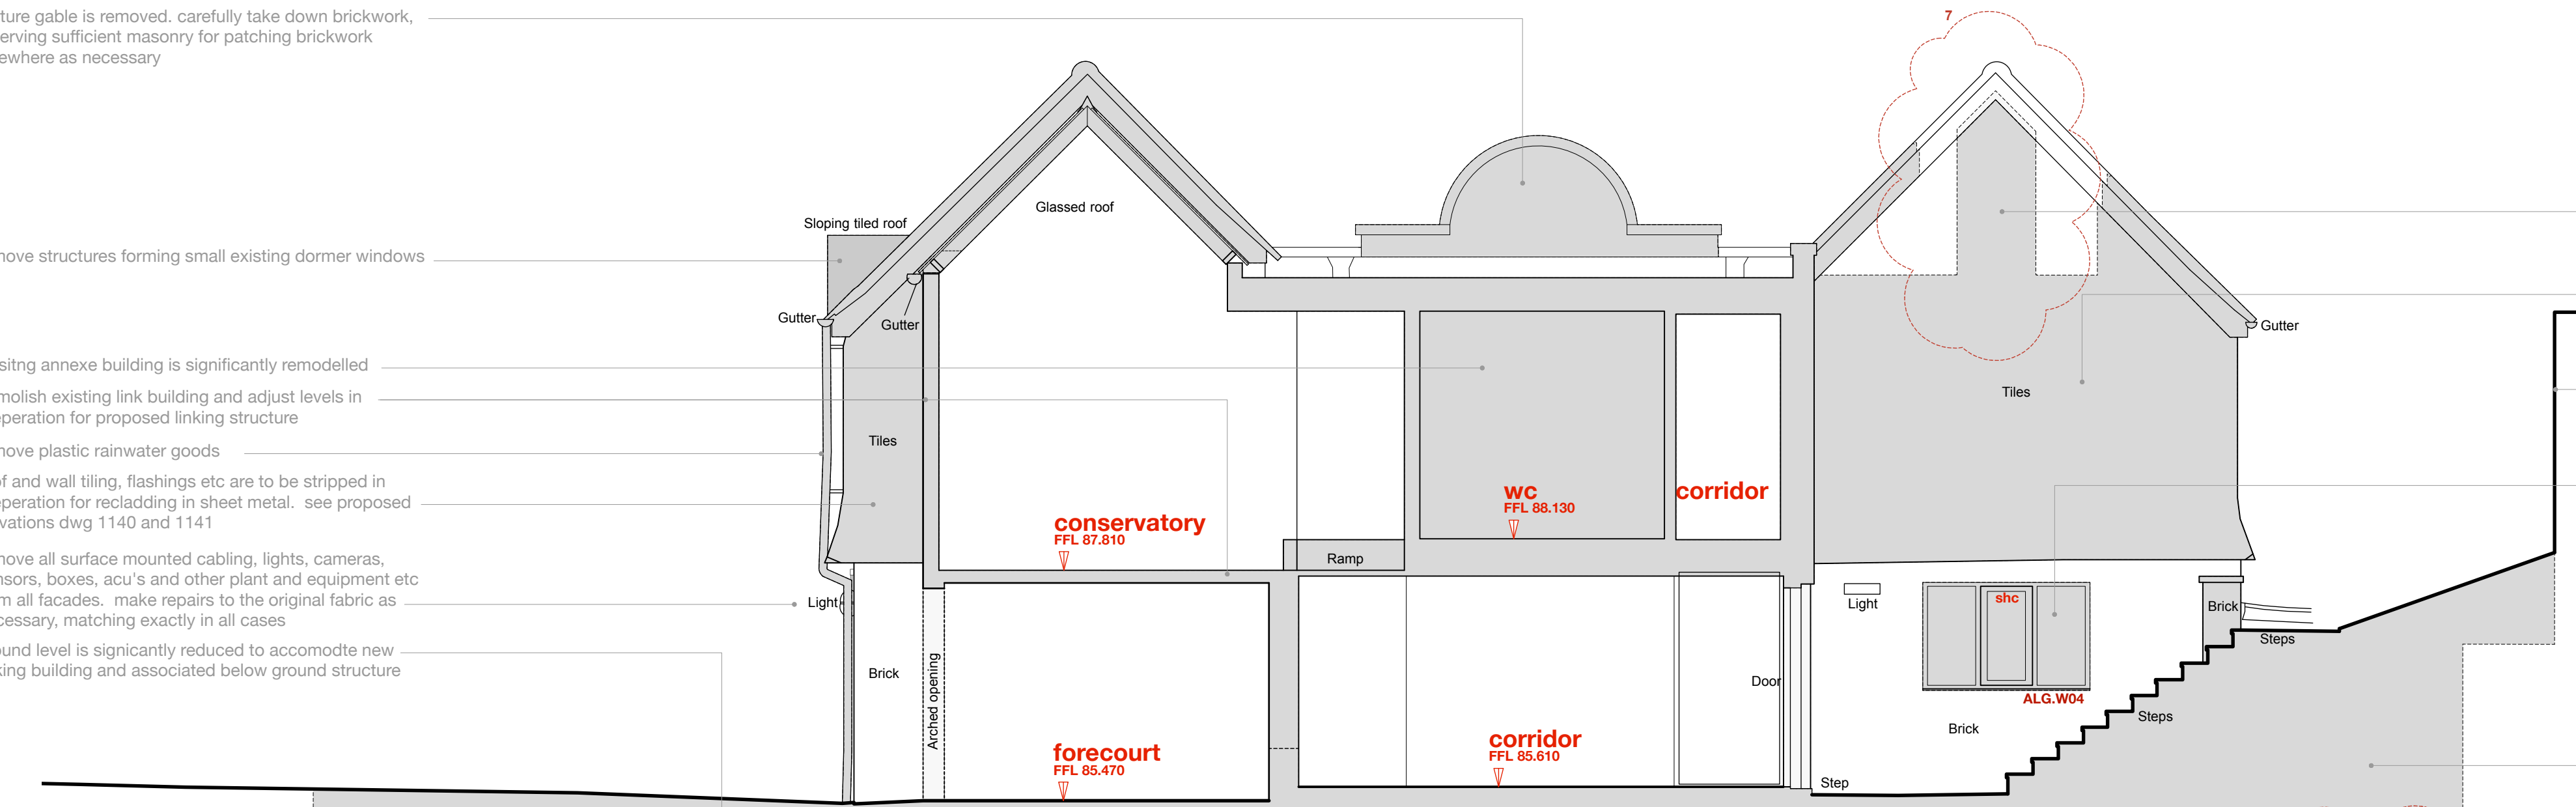 ture gable is removed. carefully take down brickwork,
erving sufficient masonry for patching brickwork
ewhere as necessary
7
Sloping tiled roof
Glassed roof
nove structures forming small existing dormer windows
Gutter
Gutter
Gutter
sitng annexe building is significantly remodelled
molish existing link building and adjust levels in
eperation for proposed linking structure
Tiles
Tiles
nove plastic rainwater goods
of and wall tiling, flashings etc are to be stripped in
eperation for recladding in sheet metal. see proposed
vations dwg 1140 and 1141
conservatory
FFL 87.810
wc
FFL 88.130
corridor
Ramp
nove all surface mounted cabling, lights, cameras,
nsors, boxes, acu's and other plant and equipment etc
m all facades. make repairs to the original fabric as
cessary, matching exactly in all cases
Light
Light
shc
Brick
Steps
ound level is signicantly reduced to accomodte new
king building and associated below ground structure
Brick
Arched opening
Door
ALG.W04
Steps
Brick
forecourt
FFL 85.470
corridor
FFL 85.610
Step